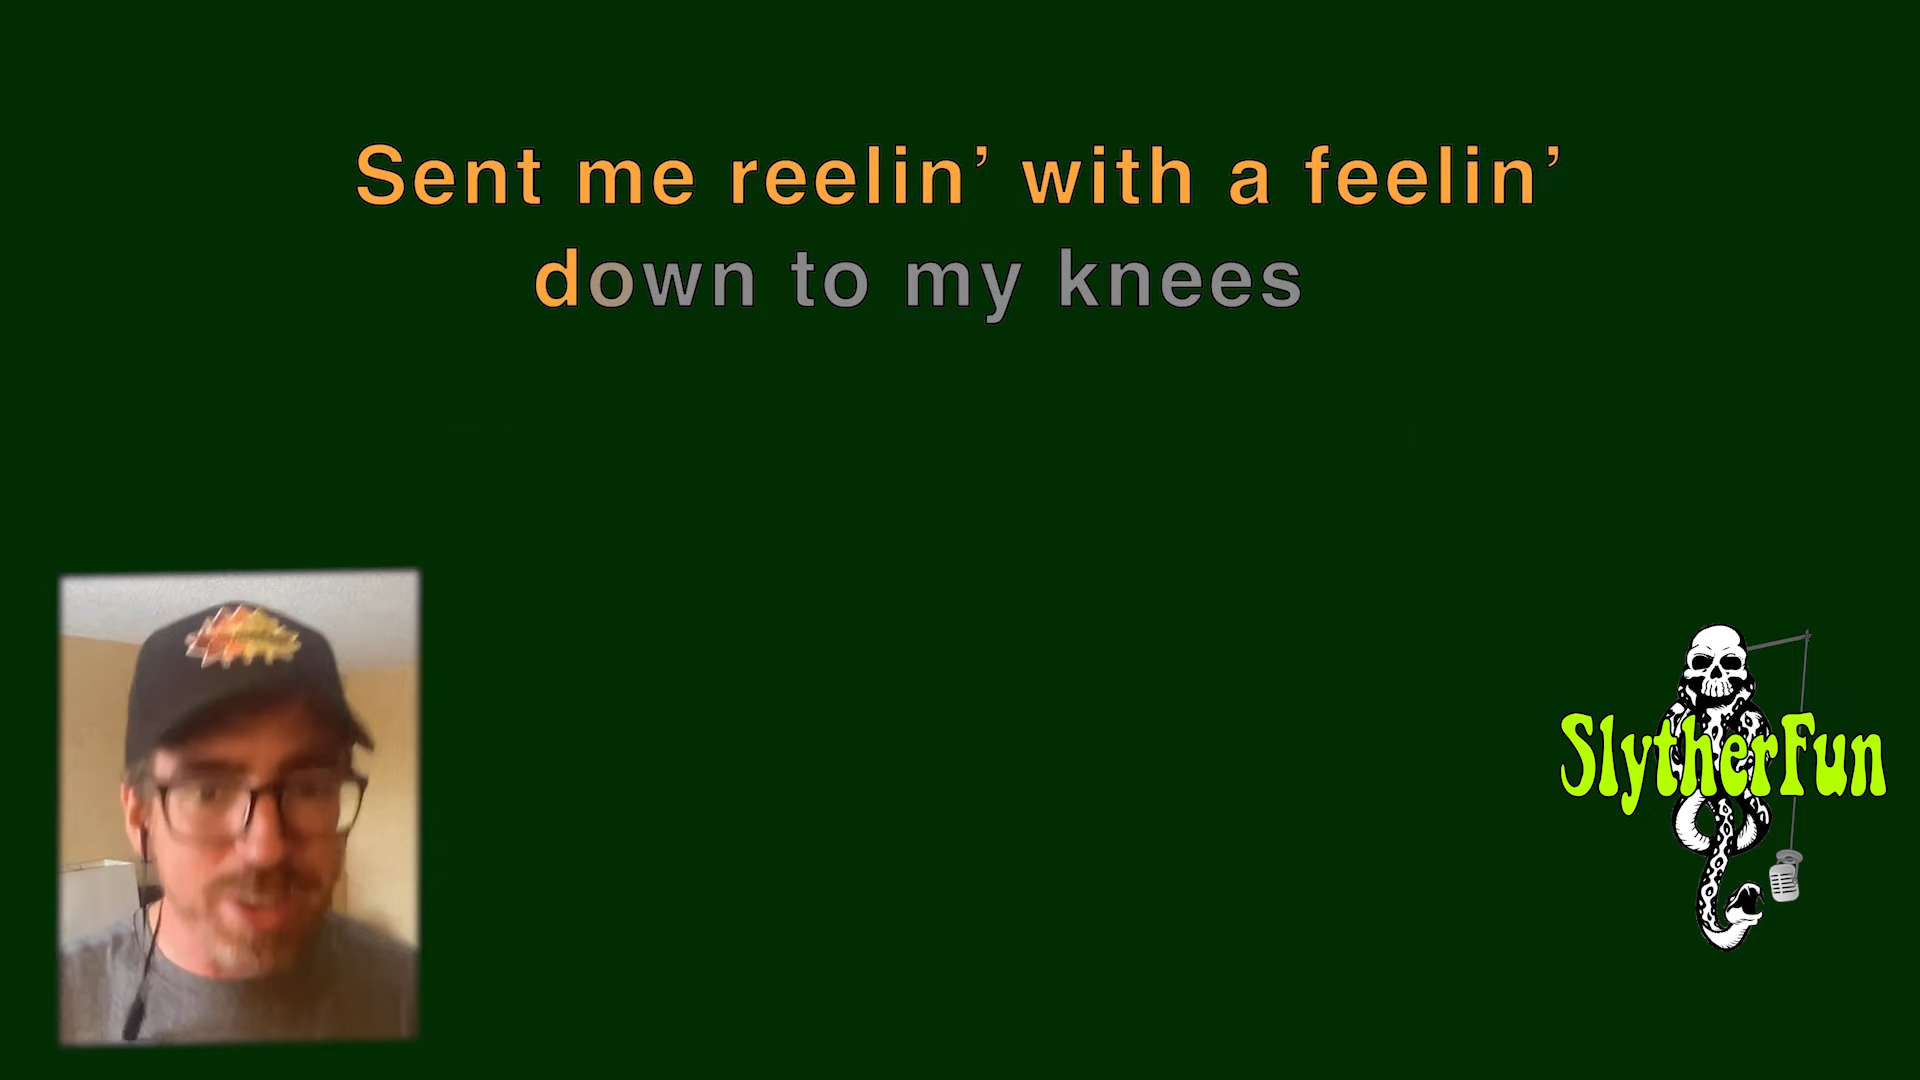 Sent me reelin’ with a feelin’
down to my knees
SlytherFun